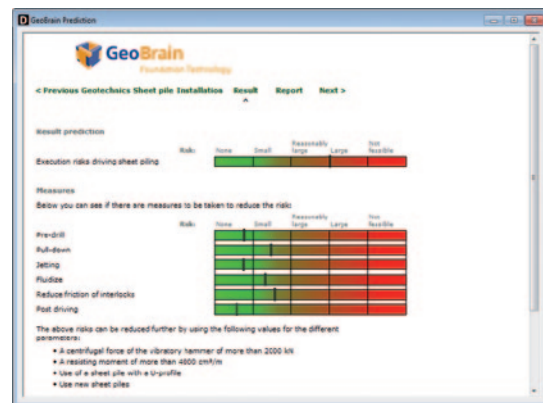 GeoBrain Prediction
GeoBrain
Foundation Technology
< Previous Geotechnics Sheet pile Installation Result Report Next >
^
Result prediction
Risk: None Small Reasonably large Large Not feasible
Execution risks driving sheet piling
Measures
Below you can see if there are measures to be taken to reduce the risk:
Risk: None Small Reasonably large Large Not feasible
Pre-drill
Pull-down
Jetting
Fluidize
Reduce friction of interlocks
Post driving
The above risks can be reduced further by using the following values for the different
parameters:
• A centrifugal force of the vibratory hammer of more than 2000 kN
• A resisting moment of more than 4800 cm³/m
• Use of a sheet pile with a U-profile
• Use new sheet piles